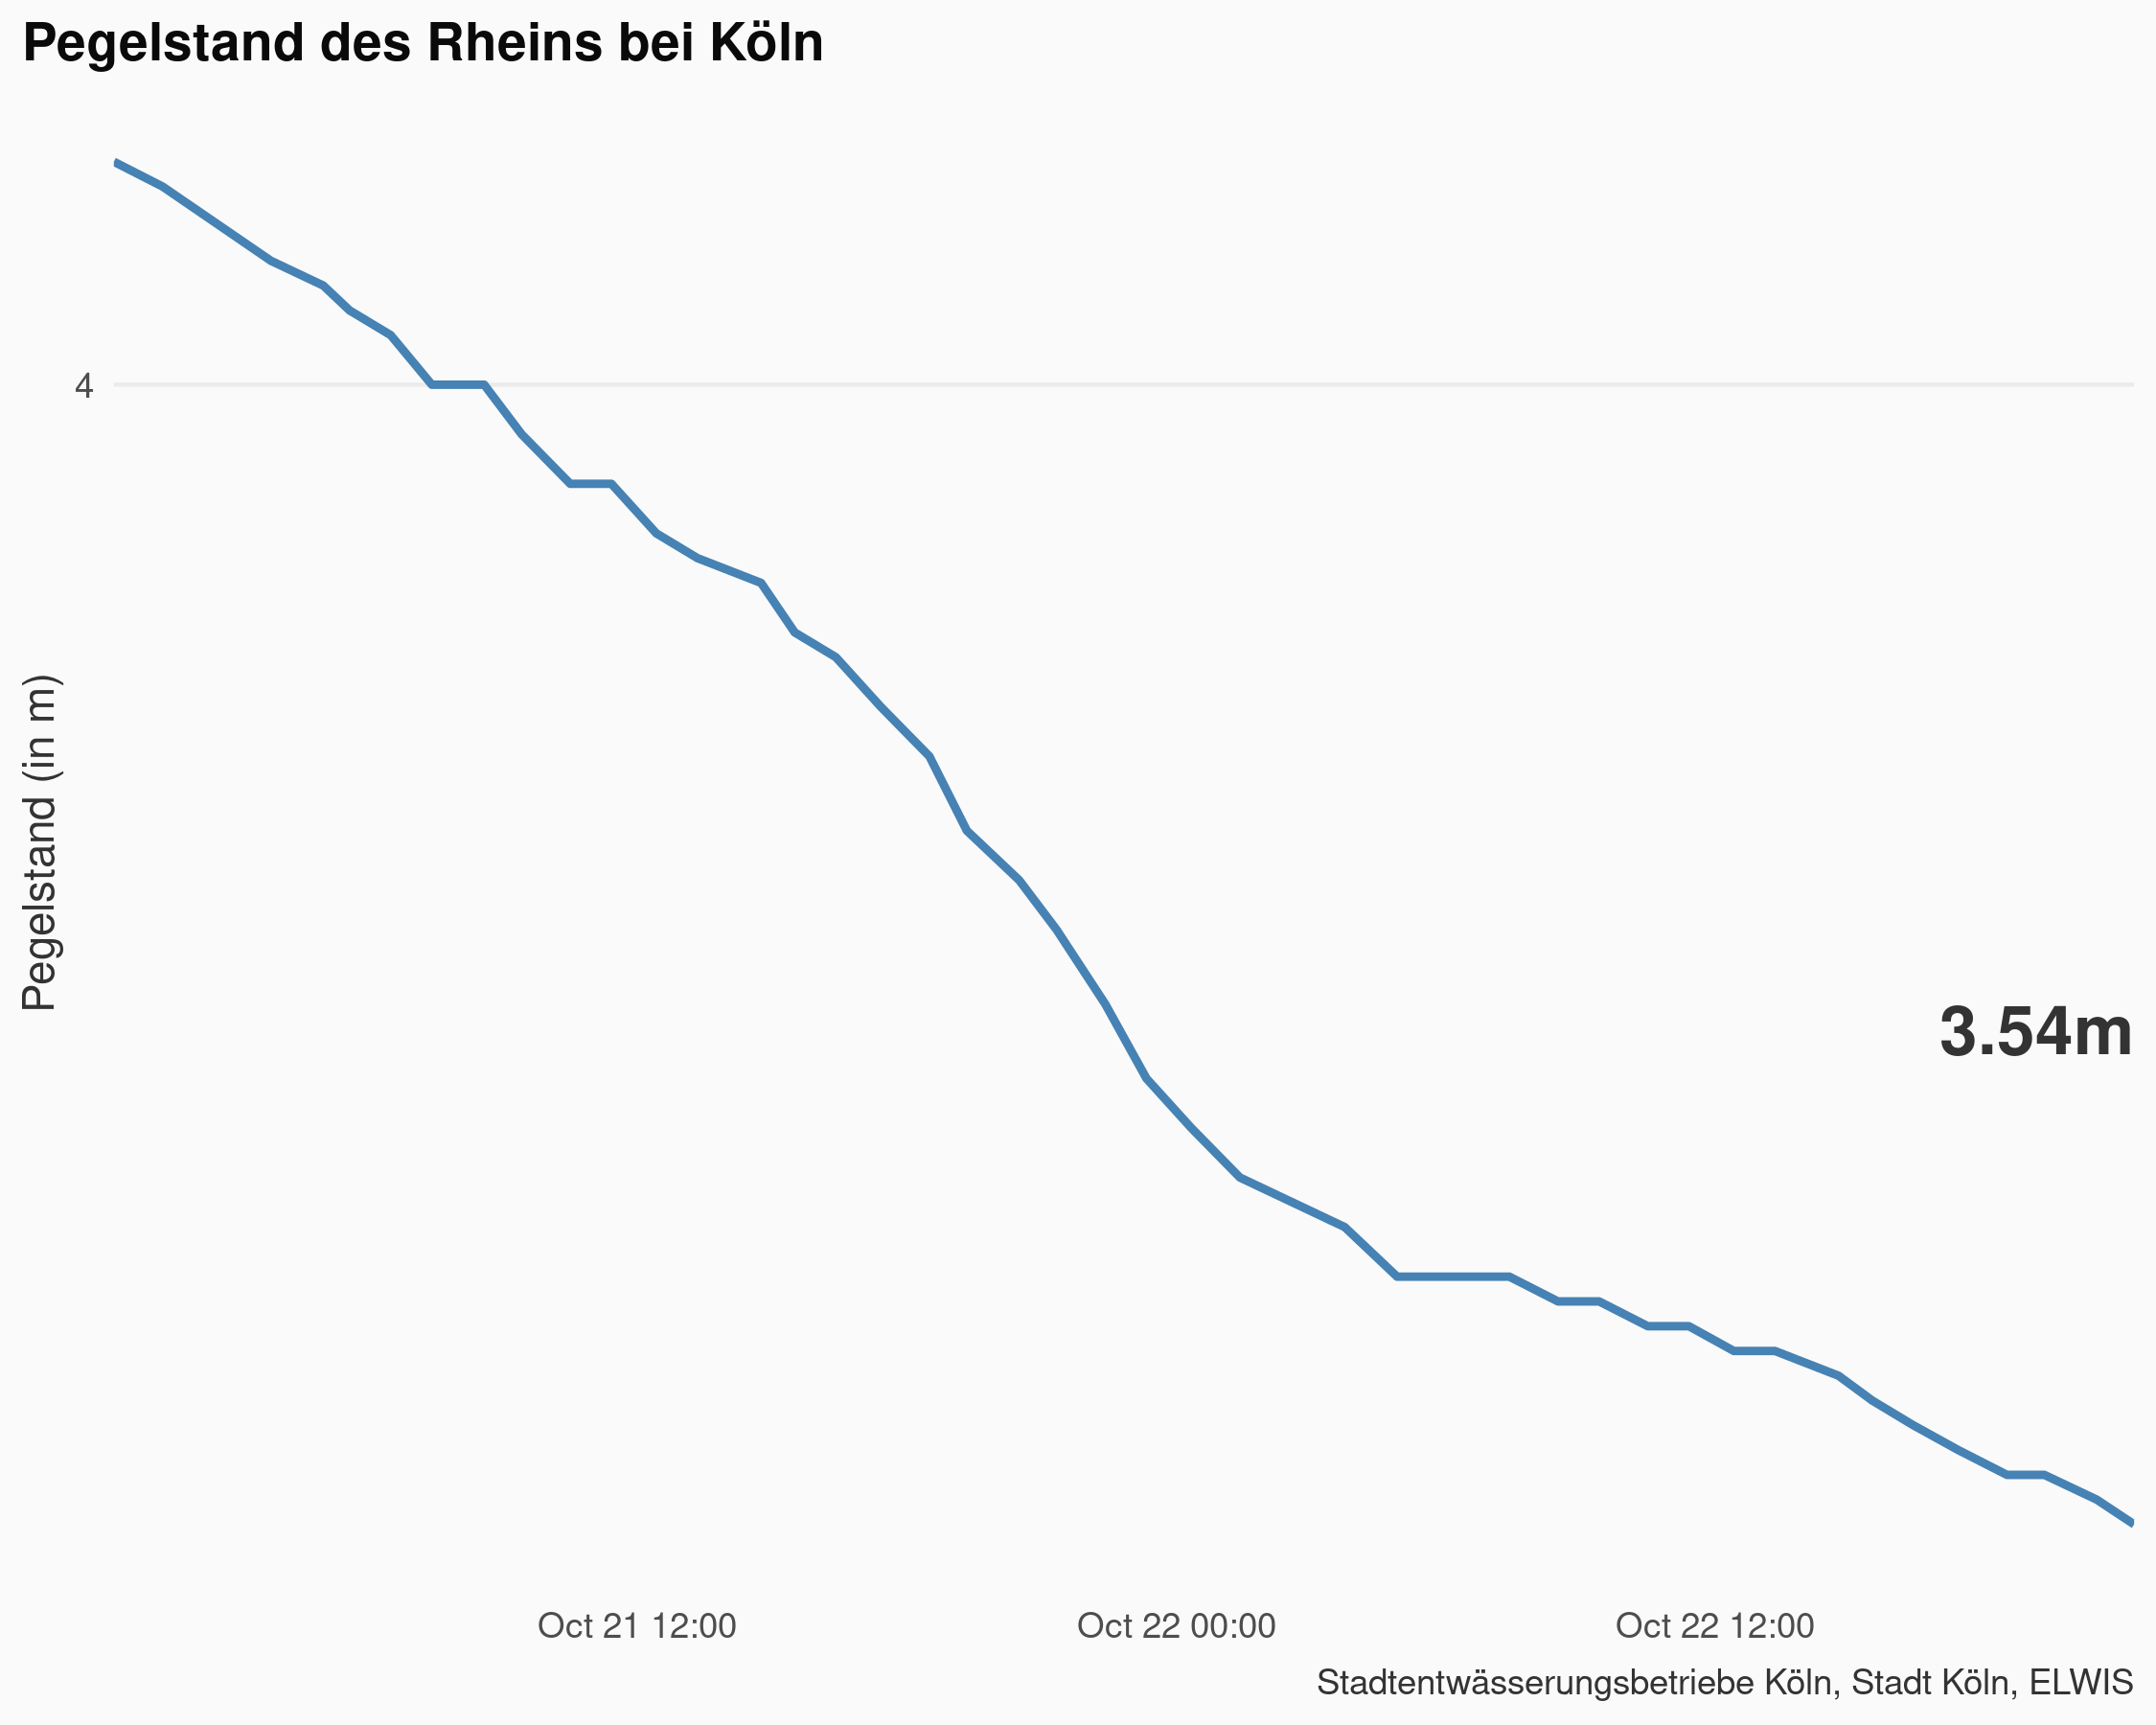 Pegelstand des Rheins bei Köln
4
Pegelstand (in m)
3.54m
Oct 21 12:00
Oct 22 00:00
Oct 22 12:00
Stadtentwässerungsbetriebe Köln, Stadt Köln, ELWIS